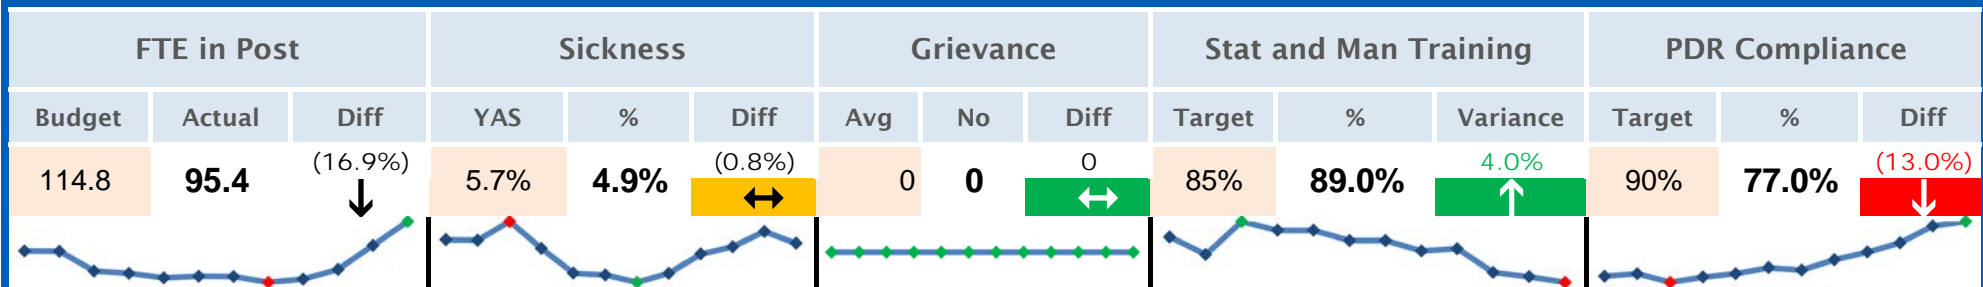 FTE in Post Sickness Grievance Stat and Man Training PDR Compliance
Budget Actual Diff YAS % Diff Avg No Diff Target % Variance Target % Diff
114.8 95.4 (16.9%) 5.7% 4.9% (0.8%) 0 0 0 85% 89.0% 4.0% 90% 77.0% (13.0%)